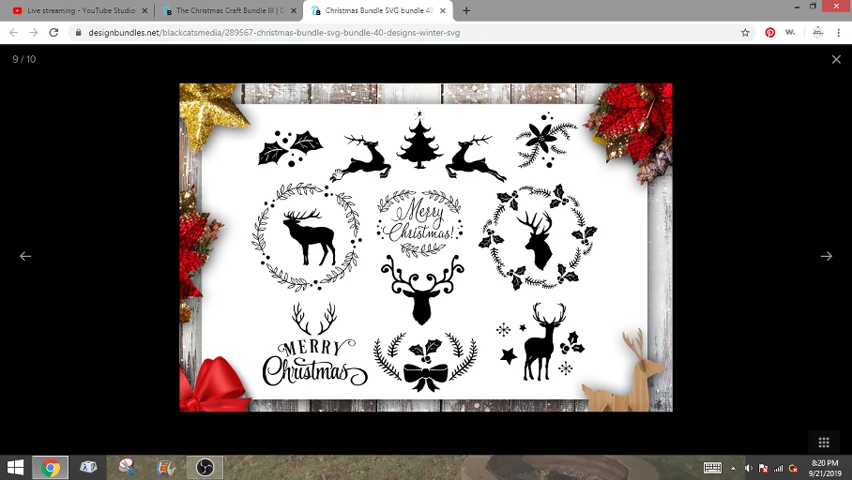 Live streaming - YouTube Studio
The Christmas Craft Bundle III | D
Christmas Bundle SVG bundle 40
designbundles.net/blackcatsmedia/289567-christmas-bundle-svg-bundle-40-designs-winter-svg
9 / 10
Merry
Christmas!
MERRY
Christmas
8:20 PM
9/21/2019